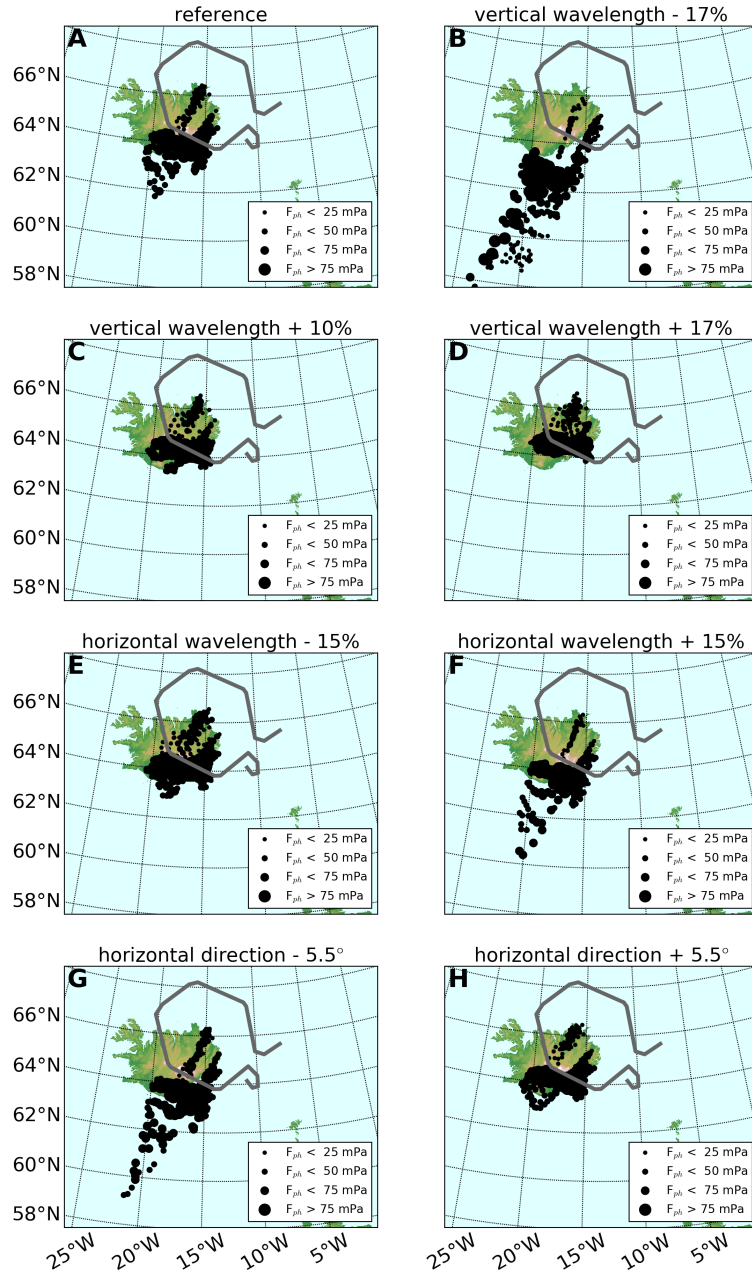 reference
vertical wavelength - 17%
A
B
66°N
64°N
62°N
60°N
58°N
F_ph < 25 mPa
F_ph < 50 mPa
F_ph < 75 mPa
F_ph > 75 mPa
F_ph < 25 mPa
F_ph < 50 mPa
F_ph < 75 mPa
F_ph > 75 mPa
vertical wavelength + 10%
vertical wavelength + 17%
C
D
66°N
64°N
62°N
60°N
58°N
F_ph < 25 mPa
F_ph < 50 mPa
F_ph < 75 mPa
F_ph > 75 mPa
F_ph < 25 mPa
F_ph < 50 mPa
F_ph < 75 mPa
F_ph > 75 mPa
horizontal wavelength - 15%
horizontal wavelength + 15%
E
F
66°N
64°N
62°N
60°N
58°N
F_ph < 25 mPa
F_ph < 50 mPa
F_ph < 75 mPa
F_ph > 75 mPa
F_ph < 25 mPa
F_ph < 50 mPa
F_ph < 75 mPa
F_ph > 75 mPa
horizontal direction - 5.5°
horizontal direction + 5.5°
G
H
66°N
64°N
62°N
60°N
58°N
F_ph < 25 mPa
F_ph < 50 mPa
F_ph < 75 mPa
F_ph > 75 mPa
F_ph < 25 mPa
F_ph < 50 mPa
F_ph < 75 mPa
F_ph > 75 mPa
25°W 20°W 15°W 10°W 5°W
25°W 20°W 15°W 10°W 5°W